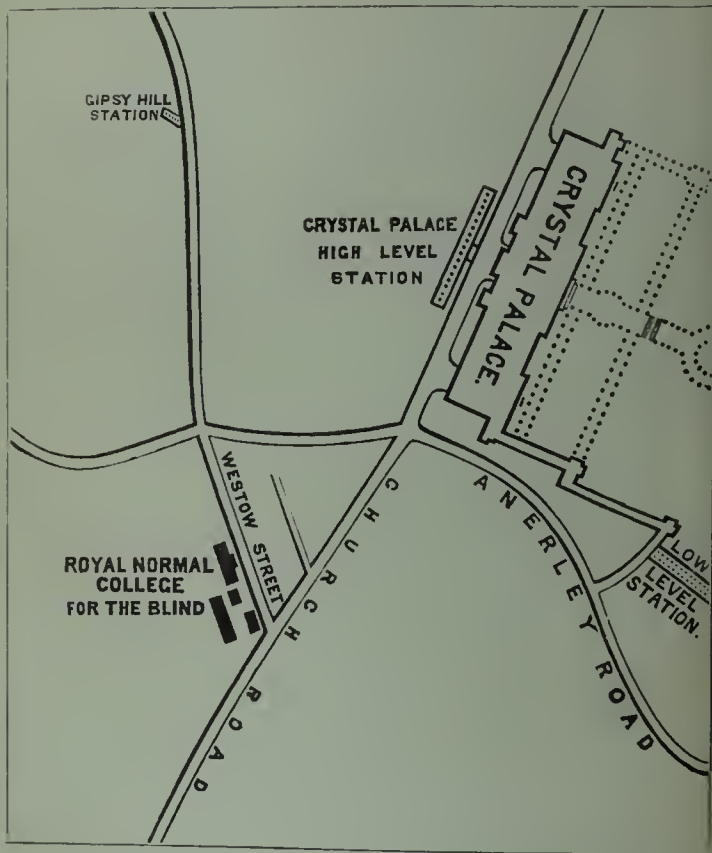 GIPSY HILL
STATION
CRYSTAL PALACE
HIGH LEVEL
STATION
CRYSTAL PALACE.
WESTOW STREET
CHURCH ROAD
ANERLEY ROAD
LOW
LEVEL
STATION.
ROYAL NORMAL
COLLEGE
FOR THE BLIND